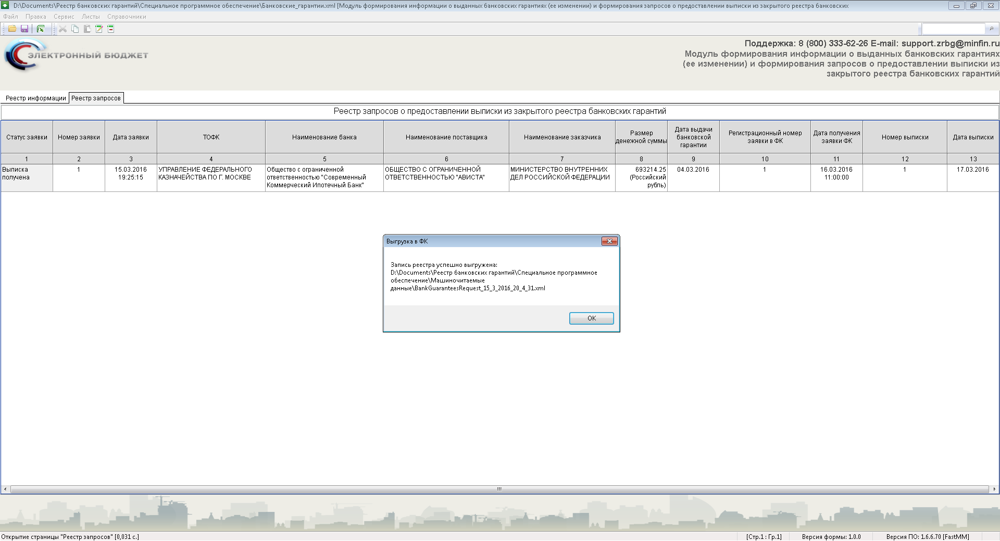 D:\Documents\Реестр банковских гарантий\Специальное программное обеспечение\Банковские_гарантии.xml [Модуль формирования информации о выданных банковских гарантиях (ее изменении) и формирования запросов о предоставлении выписки из закрытого реестра банковских
Файл Правка Сервис Листы Справочники
ЭЛЕКТРОННЫЙ БЮДЖЕТ
Поддержка: 8 (800) 333-62-26 E-mail: support.zrbg@minfin.ru
Модуль формирования информации о выданных банковских гарантиях
(ее изменении) и формирования запросов о предоставлении выписки из
закрытого реестра банковских гарантий
Реестр информации Реестр запросов
Реестр запросов о предоставлении выписки из закрытого реестра банковских гарантий
Статус заявки
Номер заявки
Дата заявки
ТОФК
Наименование банка
Наименование поставщика
Наименование заказчика
Размер
денежной суммы
Дата выдачи
банковской
гарантии
Регистрационный номер
заявки в ФК
Дата получения
заявки ФК
Номер выписки
Дата выписки
1 2 3 4 5 6 7 8 9 10 11 12 13
Выписка
получена
1
15.03.2016
19:25:15
УПРАВЛЕНИЕ ФЕДЕРАЛЬНОГО
КАЗНАЧЕЙСТВА ПО Г. МОСКВЕ
Общество с ограниченной
ответственностью "Современный
Коммерческий Ипотечный Банк"
ОБЩЕСТВО С ОГРАНИЧЕННОЙ
ОТВЕТСТВЕННОСТЬЮ "АВИСТА"
МИНИСТЕРСТВО ВНУТРЕННИХ
ДЕЛ РОССИЙСКОЙ ФЕДЕРАЦИИ
693214.25
(Российский
рубль)
04.03.2016
1
16.03.2016
11:00:00
1
17.03.2016
Выгрузка в ФК
Запись реестра успешно выгружена:
D:\Documents\Реестр банковских гарантий\Специальное программное
обеспечение\Машиночитаемые
данные\BankGuaranteesRequest_15_3_2016_20_4_31.xml
OK
Открытие страницы "Реестр запросов" [0,031 с.]
[Стр.1 : Гр.1]
Версия формы: 1.0.0
Версия ПО: 1.6.6.70 [FastMM]